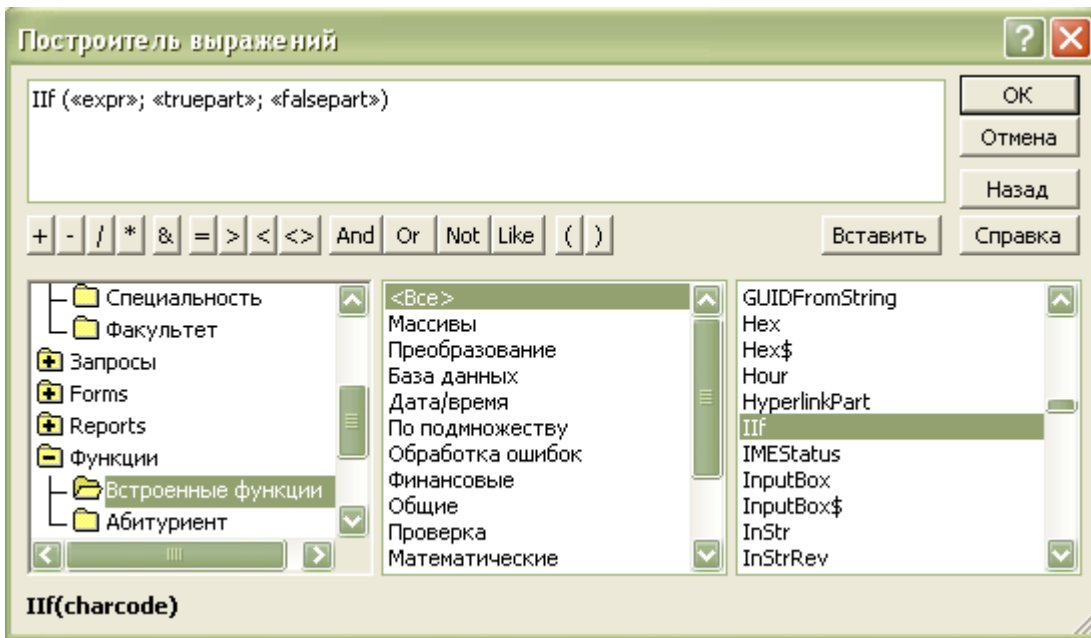 Построитель выражений
IIf («expr»; «truepart»; «falsepart»)
OK
Отмена
Назад
+ - / * & = > < <> And Or Not Like ( ) Вставить Справка
Специальность
Факультет
Запросы
Forms
Reports
Функции
Встроенные функции
Абитуриент
<Все>
Массивы
Преобразование
База данных
Дата/время
По подмножеству
Обработка ошибок
Финансовые
Общие
Проверка
Математические
GUIDFromString
Hex
Hex$
Hour
HyperlinkPart
IIf
IMEStatus
InputBox
InputBox$
InStr
InStrRev
IIf(charcode)